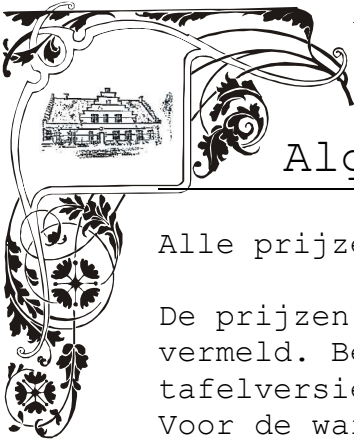 Alg
Alle prijze
De prijzen
vermeld. Be
tafelversie
Voor de wa